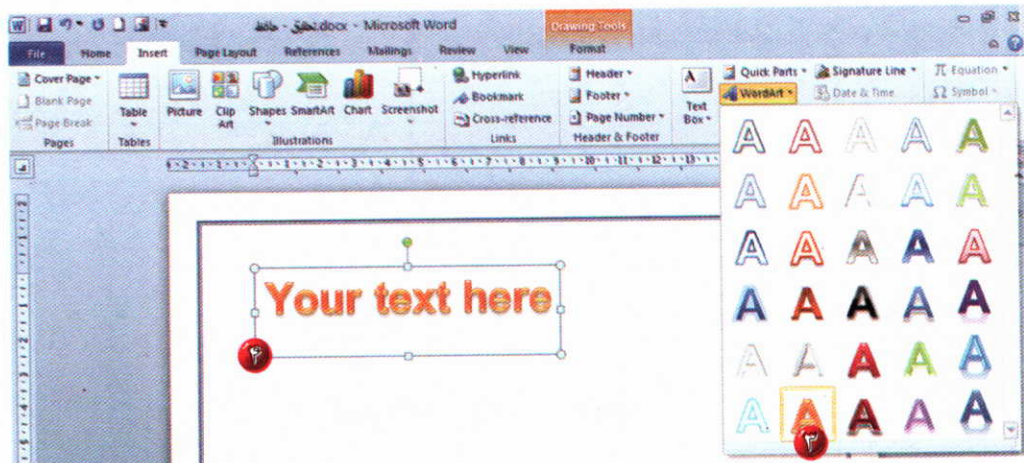 .docx - Microsoft Word
Drawing Tools
File Home Insert Page Layout References Mailings Review View Format
Cover Page
Blank Page
Page Break
Pages
Table
Tables
Picture Clip Art Shapes SmartArt Chart Screenshot
Illustrations
Hyperlink
Bookmark
Cross-reference
Links
Header
Footer
Page Number
Header & Footer
Text Box
Quick Parts Signature Line Equation
WordArt Date & Time Symbol
A A A A A
A A A A A
A A A A A
A A A A A
A A A A A
A A A A A
Your text here
۴
۳